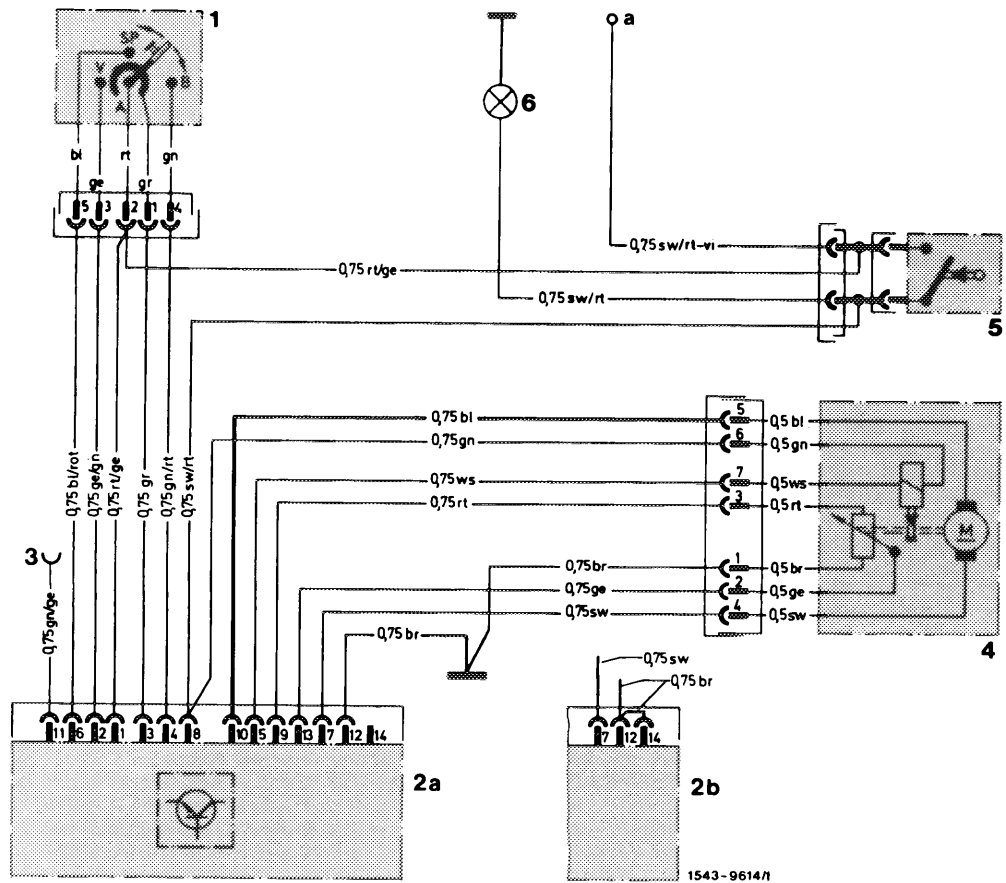 1
SP
H
V
B
A
bl
rt
gn
ge
gr
5
3
2
1
4
6
a
0,75 sw/rt-vi
0,75 rt/ge
0,75 sw/rt
5
0,75 bl/rot
0,75 ge/gn
0,75 rt/ge
0,75 gr
0,75 gn/rt
0,75 sw/rt
0,75 bl
5
0,5 bl
0,75 gn
6
0,5 gn
0,75 ws
7
0,5 ws
0,75 rt
3
0,5 rt
M
3
0,75 gn/ge
0,75 br
1
0,5 br
0,75 ge
2
0,5 ge
0,75 sw
4
0,5 sw
0,75 br
4
0,75 sw
0,75 br
11
6
2
1
3
4
8
10
5
9
13
7
12
14
7
12
14
2a
2b
1543-9614/1